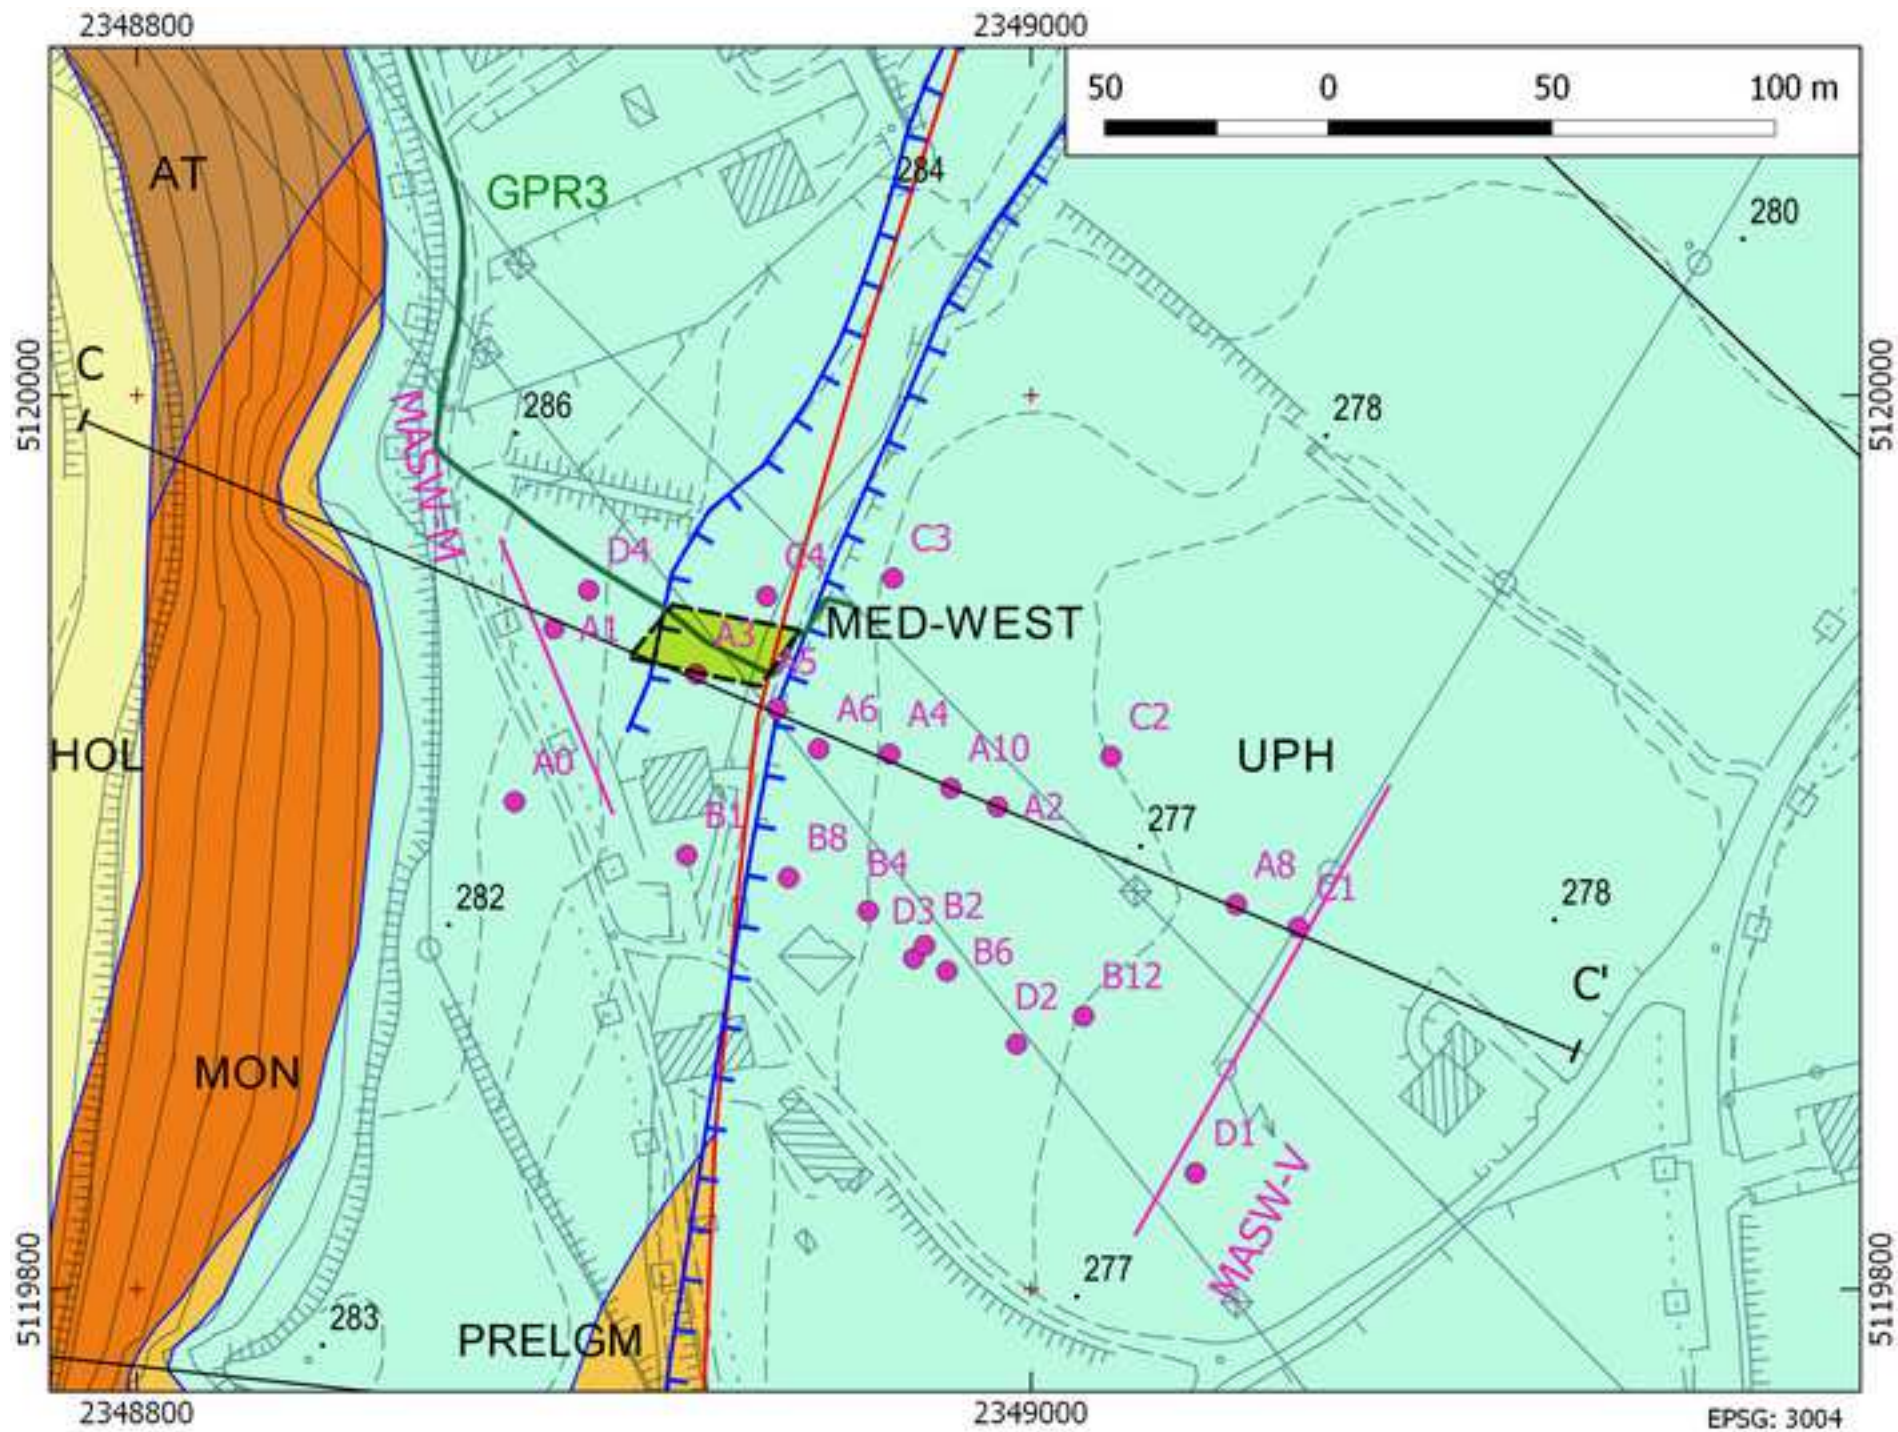 2348800
2349000
50 0 50 100 m
AT
284
GPR3
280
5120000
C
286
278
5120000
MASW-M
C3
D4
C4
MED-WEST
A1
A3
A5
A6
A4
C2
UPH
HOL
A0
A10
A2
277
B1
B8
B4
A8
C1
282
D3
B2
278
B6
B12
C'
D2
MON
D1
MASW-V
277
5119800
5119800
283
PRELGM
2348800
2349000
EPSG: 3004